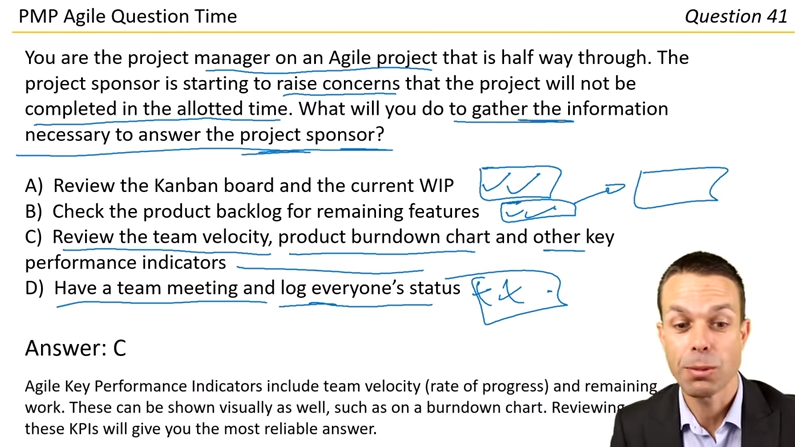 PMP Agile Question Time
Question 41
You are the project manager on an Agile project that is half way through. The
project sponsor is starting to raise concerns that the project will not be
completed in the allotted time. What will you do to gather the information
necessary to answer the project sponsor?
A) Review the Kanban board and the current WIP
B) Check the product backlog for remaining features
C) Review the team velocity, product burndown chart and other key
performance indicators
D) Have a team meeting and log everyone's status
Answer: C
Agile Key Performance Indicators include team velocity (rate of progress) and remaining
work. These can be shown visually as well, such as on a burndown chart. Reviewing
these KPIs will give you the most reliable answer.